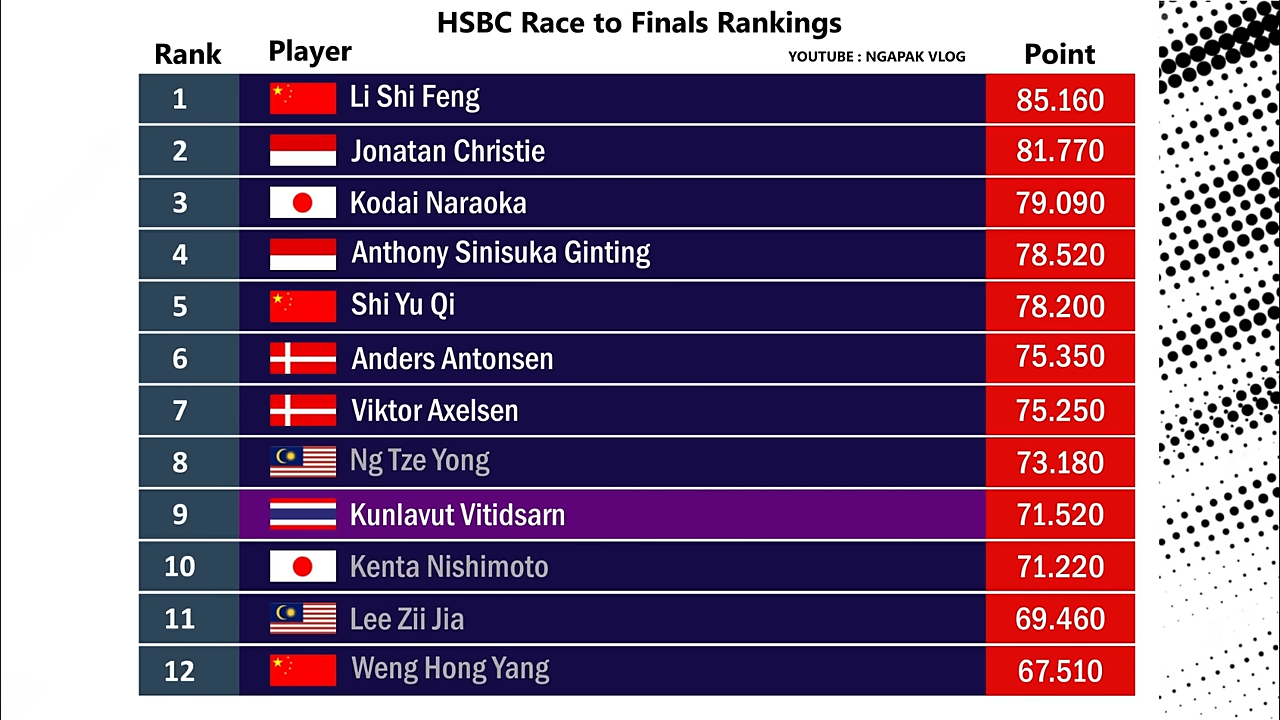 HSBC Race to Finals Rankings
Rank Player YOUTUBE : NGAPAK VLOG Point
1 Li Shi Feng 85.160
2 Jonatan Christie 81.770
3 Kodai Naraoka 79.090
4 Anthony Sinisuka Ginting 78.520
5 Shi Yu Qi 78.200
6 Anders Antonsen 75.350
7 Viktor Axelsen 75.250
8 Ng Tze Yong 73.180
9 Kunlavut Vitidsarn 71.520
10 Kenta Nishimoto 71.220
11 Lee Zii Jia 69.460
12 Weng Hong Yang 67.510